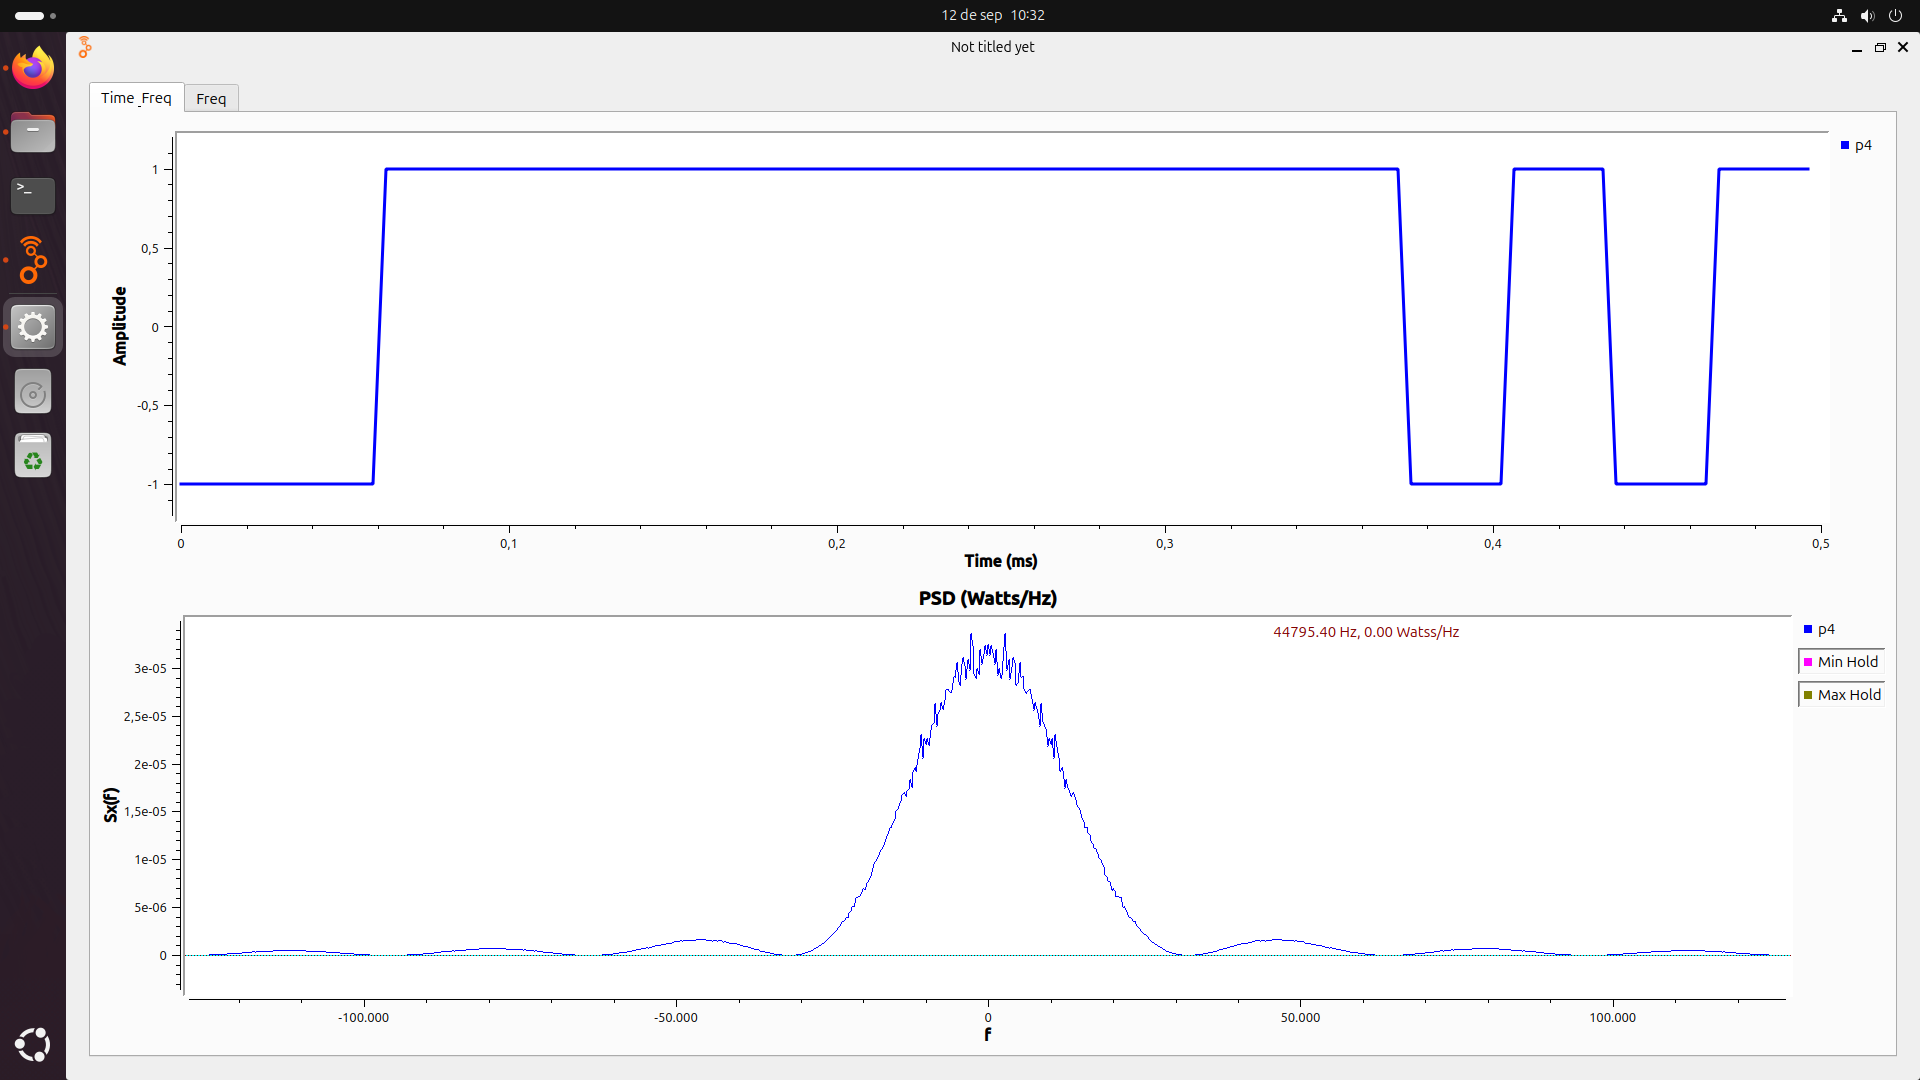 12 de sep 10:32
Not titled yet
Time_Freq
Freq
p4
1
0,5
0
-0,5
-1
Amplitude
0
0,1
0,2
0,3
0,4
0,5
Time (ms)
PSD (Watts/Hz)
44795.40 Hz, 0.00 Watss/Hz
p4
Min Hold
Max Hold
3e-05
2,5e-05
2e-05
1,5e-05
1e-05
5e-06
0
Sx(f)
-100.000
-50.000
0
50.000
100.000
f
>_